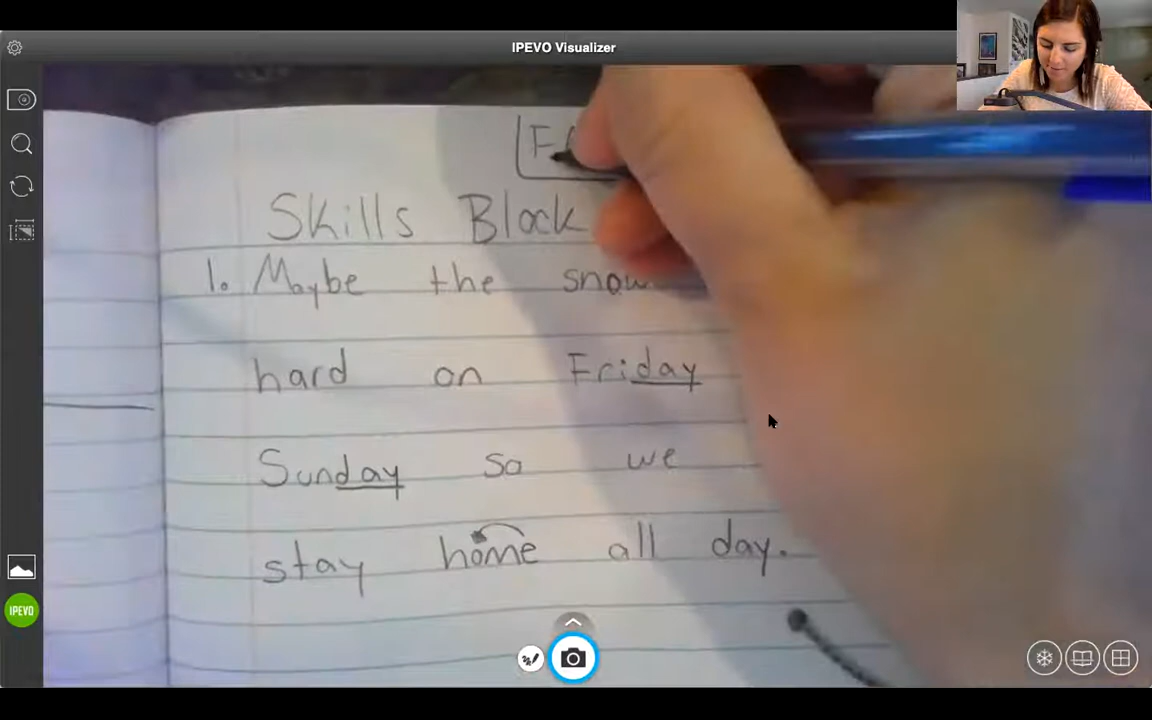 IPEVO Visualizer
F
Skills Block
1. Maybe the snow
hard on Friday
Sunday so we
stay home all day.
IPEVO